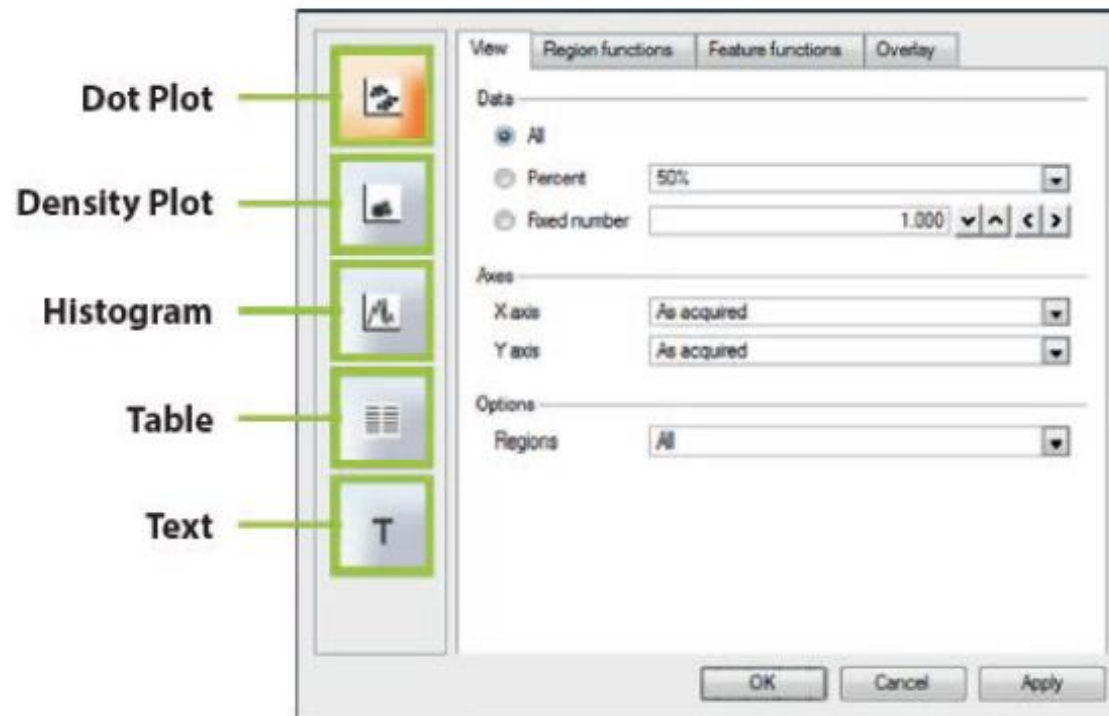 Dot Plot
Density Plot
Histogram
Table
Text
T
View Region functions Feature functions Overlay
Data
All
Percent 50%
Fixed number 1.000
Axes
X axis As acquired
Y axis As acquired
Options
Regions All
OK Cancel Apply